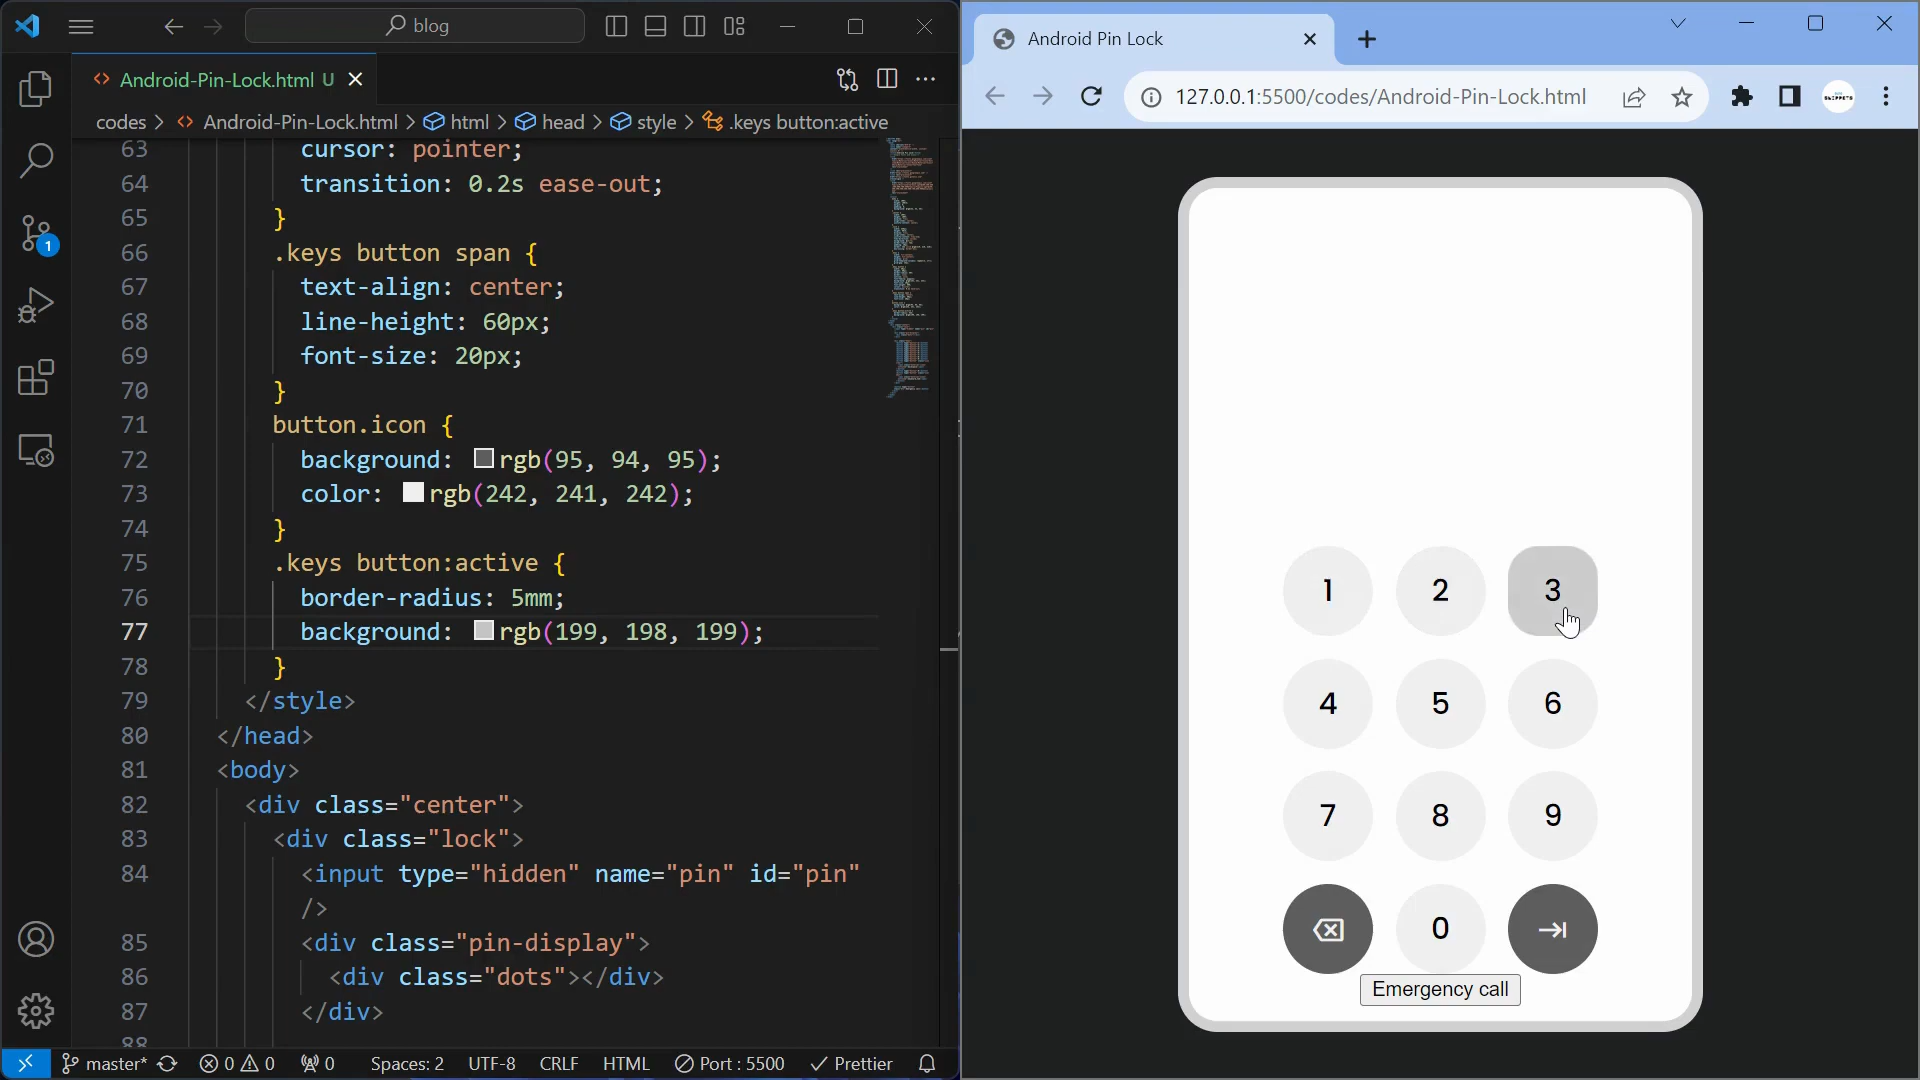 blog
Android-Pin-Lock.html U
codes > Android-Pin-Lock.html > html > head > style > .keys button:active
63 cursor: pointer;
64 transition: 0.2s ease-out;
65 }
66 .keys button span {
67 text-align: center;
68 line-height: 60px;
69 font-size: 20px;
70 }
71 button.icon {
72 background: rgb(95, 94, 95);
73 color: rgb(242, 241, 242);
74 }
75 .keys button:active {
76 border-radius: 5mm;
77 background: rgb(199, 198, 199);
78 }
79 </style>
80 </head>
81 <body>
82 <div class="center">
83 <div class="lock">
84 <input type="hidden" name="pin" id="pin"
/>
85 <div class="pin-display">
86 <div class="dots"></div>
87 </div>
88
1
master* 0 0 0 Spaces: 2 UTF-8 CRLF HTML Port : 5500 Prettier
Android Pin Lock
127.0.0.1:5500/codes/Android-Pin-Lock.html
1 2 3
4 5 6
7 8 9
0
Emergency call